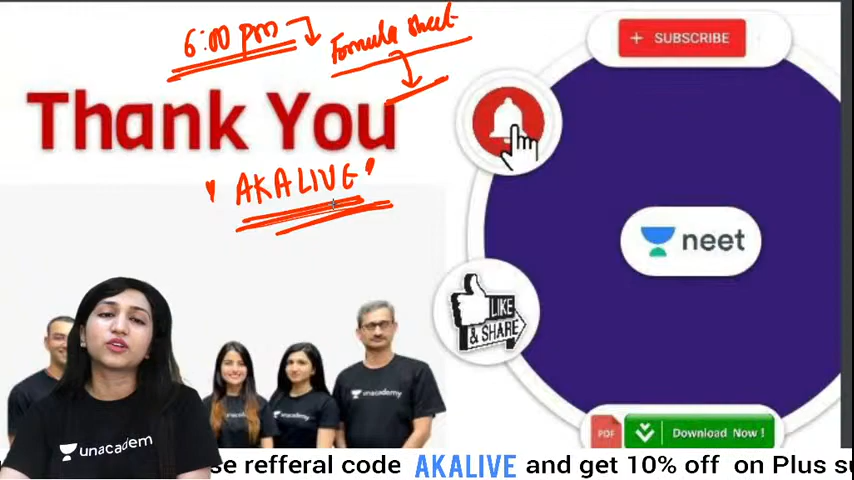 6:00 pm
Formula sheet
+ SUBSCRIBE
Thank You
" AKALIVE "
neet
LIKE
& SHARE
unacademy
unacademy
unacademy
unacadem
PDF
Download Now !
se refferal code AKALIVE and get 10% off on Plus su